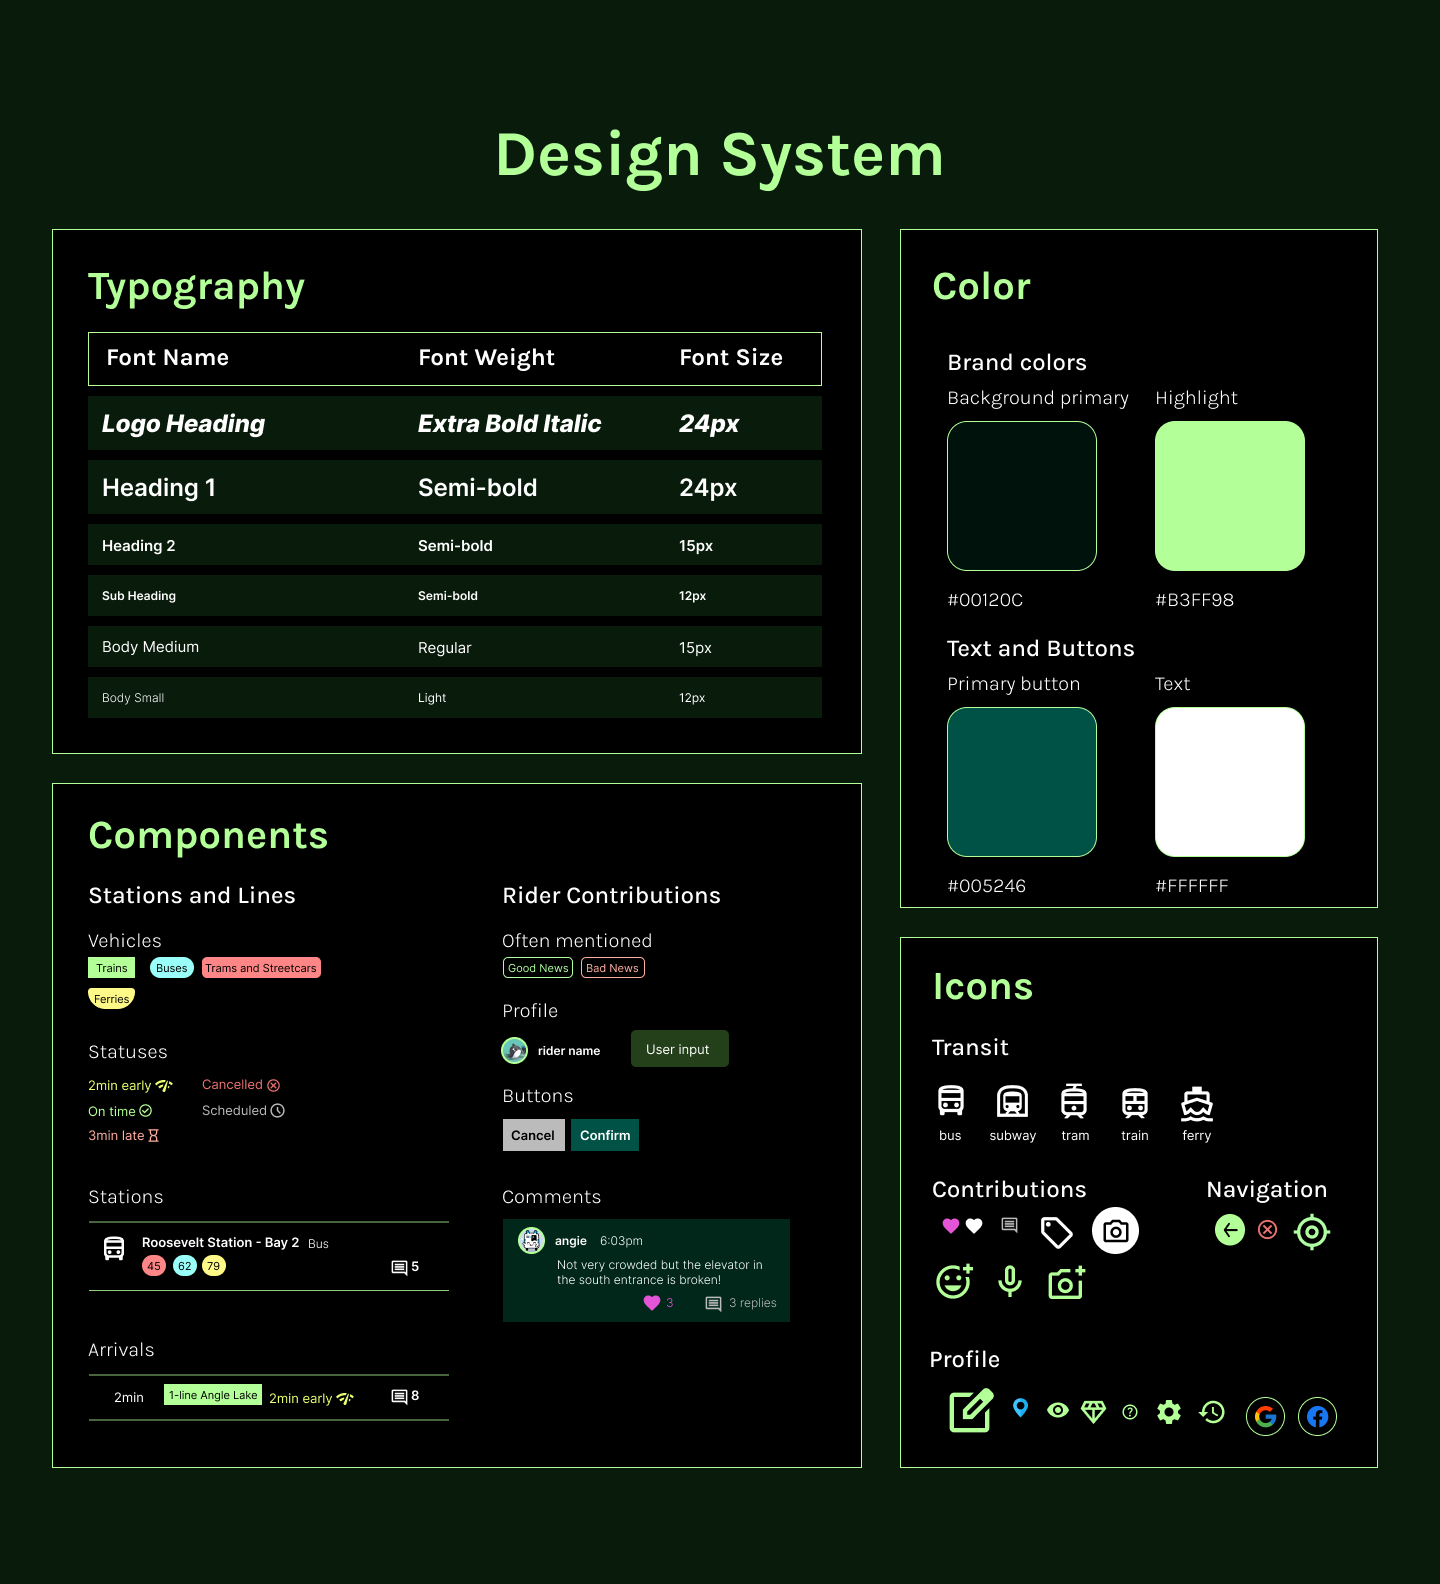 Design System
Typography
Font Name Font Weight Font Size
Logo Heading Extra Bold Italic 24px
Heading 1 Semi-bold 24px
Heading 2 Semi-bold 15px
Sub Heading Semi-bold 12px
Body Medium Regular 15px
Body Small Light 12px
Color
Brand colors
Background primary Highlight
#00120C #B3FF98
Text and Buttons
Primary button Text
#005246 #FFFFFF
Components
Stations and Lines
Vehicles
Trains Buses Trams and Streetcars
Ferries
Statuses
2min early Cancelled
On time Scheduled
3min late
Stations
Roosevelt Station - Bay 2 Bus
45 62 79 5
Arrivals
2min 1-line Angle Lake 2min early 8
Rider Contributions
Often mentioned
Good News Bad News
Profile
rider name User input
Buttons
Cancel Confirm
Comments
angie 6:03pm
Not very crowded but the elevator in
the south entrance is broken!
3 3 replies
Icons
Transit
bus subway tram train ferry
Contributions Navigation
Profile